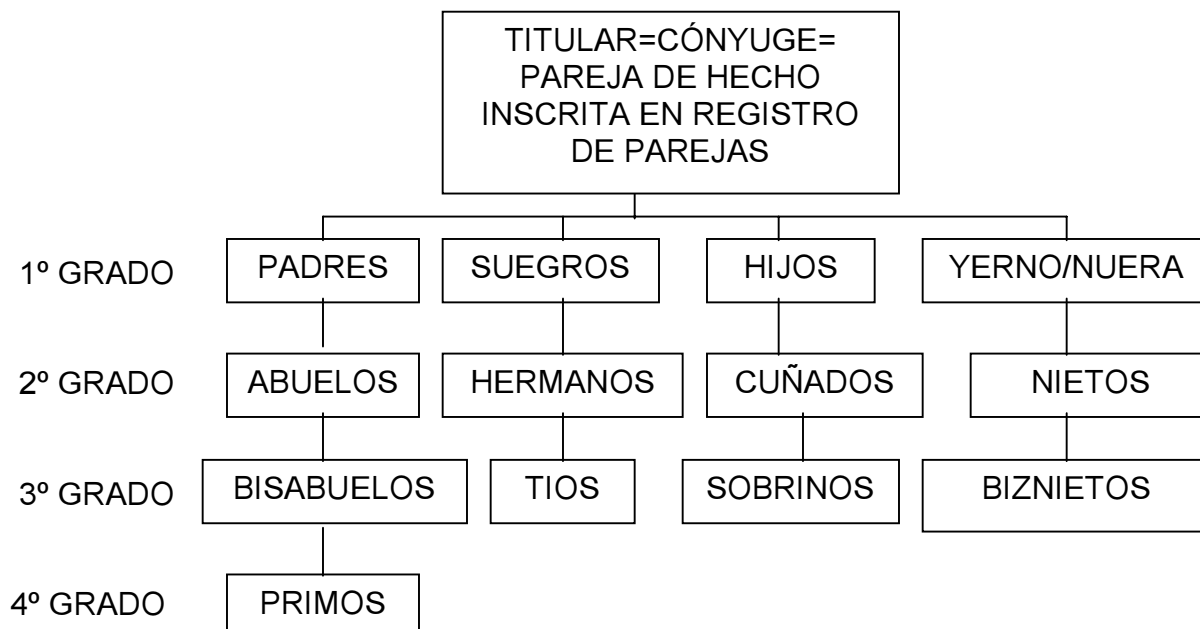 TITULAR=CÓNYUGE=
PAREJA DE HECHO
INSCRITA EN REGISTRO
DE PAREJAS
1º GRADO
PADRES
SUEGROS
HIJOS
YERNO/NUERA
2º GRADO
ABUELOS
HERMANOS
CUÑADOS
NIETOS
3º GRADO
BISABUELOS
TIOS
SOBRINOS
BIZNIETOS
4º GRADO
PRIMOS